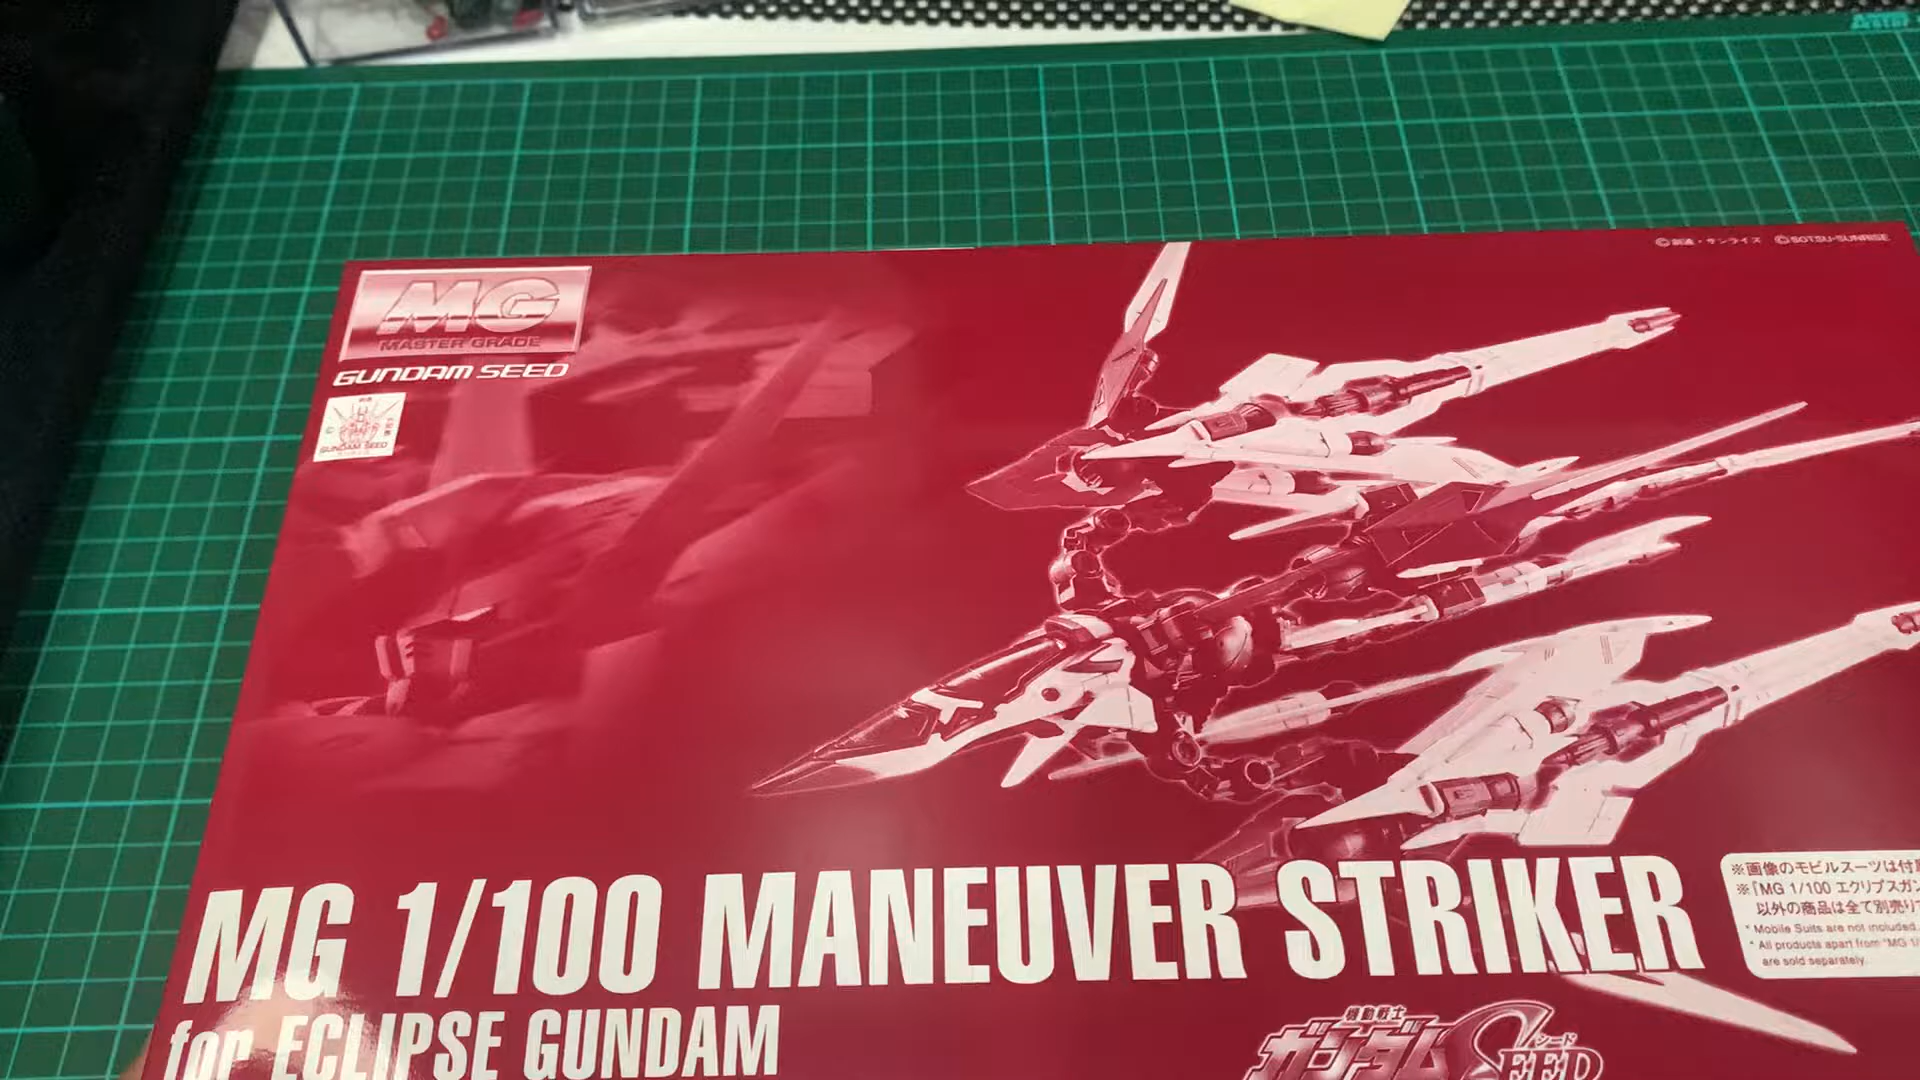 ©創通・サンライズ ©SOTSU・SUNRISE
MG
MASTER GRADE
GUNDAM SEED
GUNDAM SEED
MG 1/100 MANEUVER STRIKER
for ECLIPSE GUNDAM
※画像のモビルスーツは付
※「MG 1/100 エクリプスガン
以外の商品は全て別売り
* Mobile Suits are not included.
* All products apart from "MG 1/
are sold separately.
機動戦士
ガンダム SEED
シード